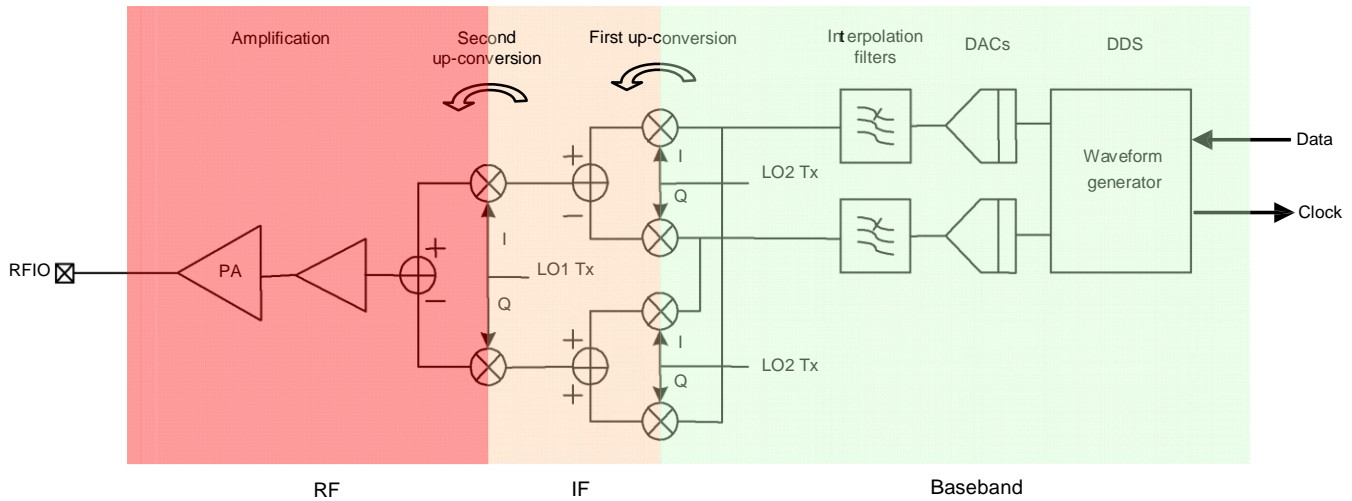 Amplification
Second
up-conversion
First up-conversion
Interpolation
filters
DACs
DDS
I
Q
LO2 Tx
Data
Waveform
generator
Clock
+
−
I
LO1 Tx
Q
RFIO
PA
+
−
I
Q
LO2 Tx
+
+
RF
IF
Baseband